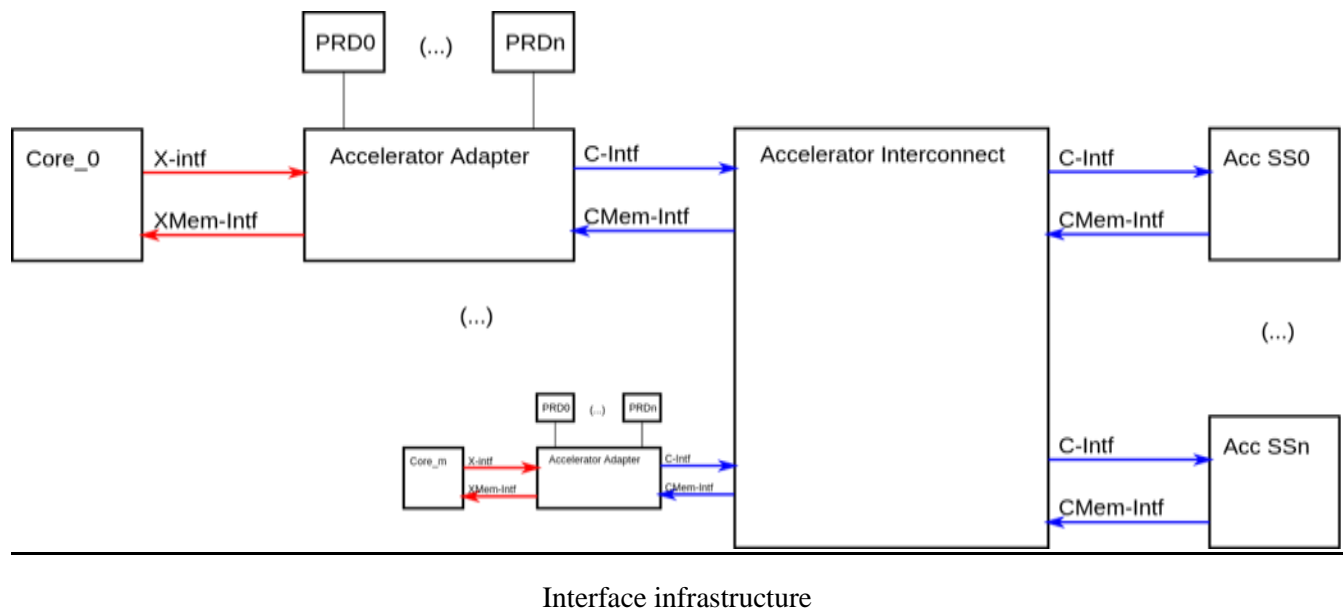 PRD0 (...) PRDn
Core_0 X-intf Accelerator Adapter C-Intf Accelerator Interconnect C-Intf Acc SS0
XMem-Intf CMem-Intf CMem-Intf
(...) (...)
PRD0 (...) PRDn
Core_m X-intf Accelerator Adapter C-Intf C-Intf Acc SSn
XMem-Intf CMem-Intf CMem-Intf
Interface infrastructure